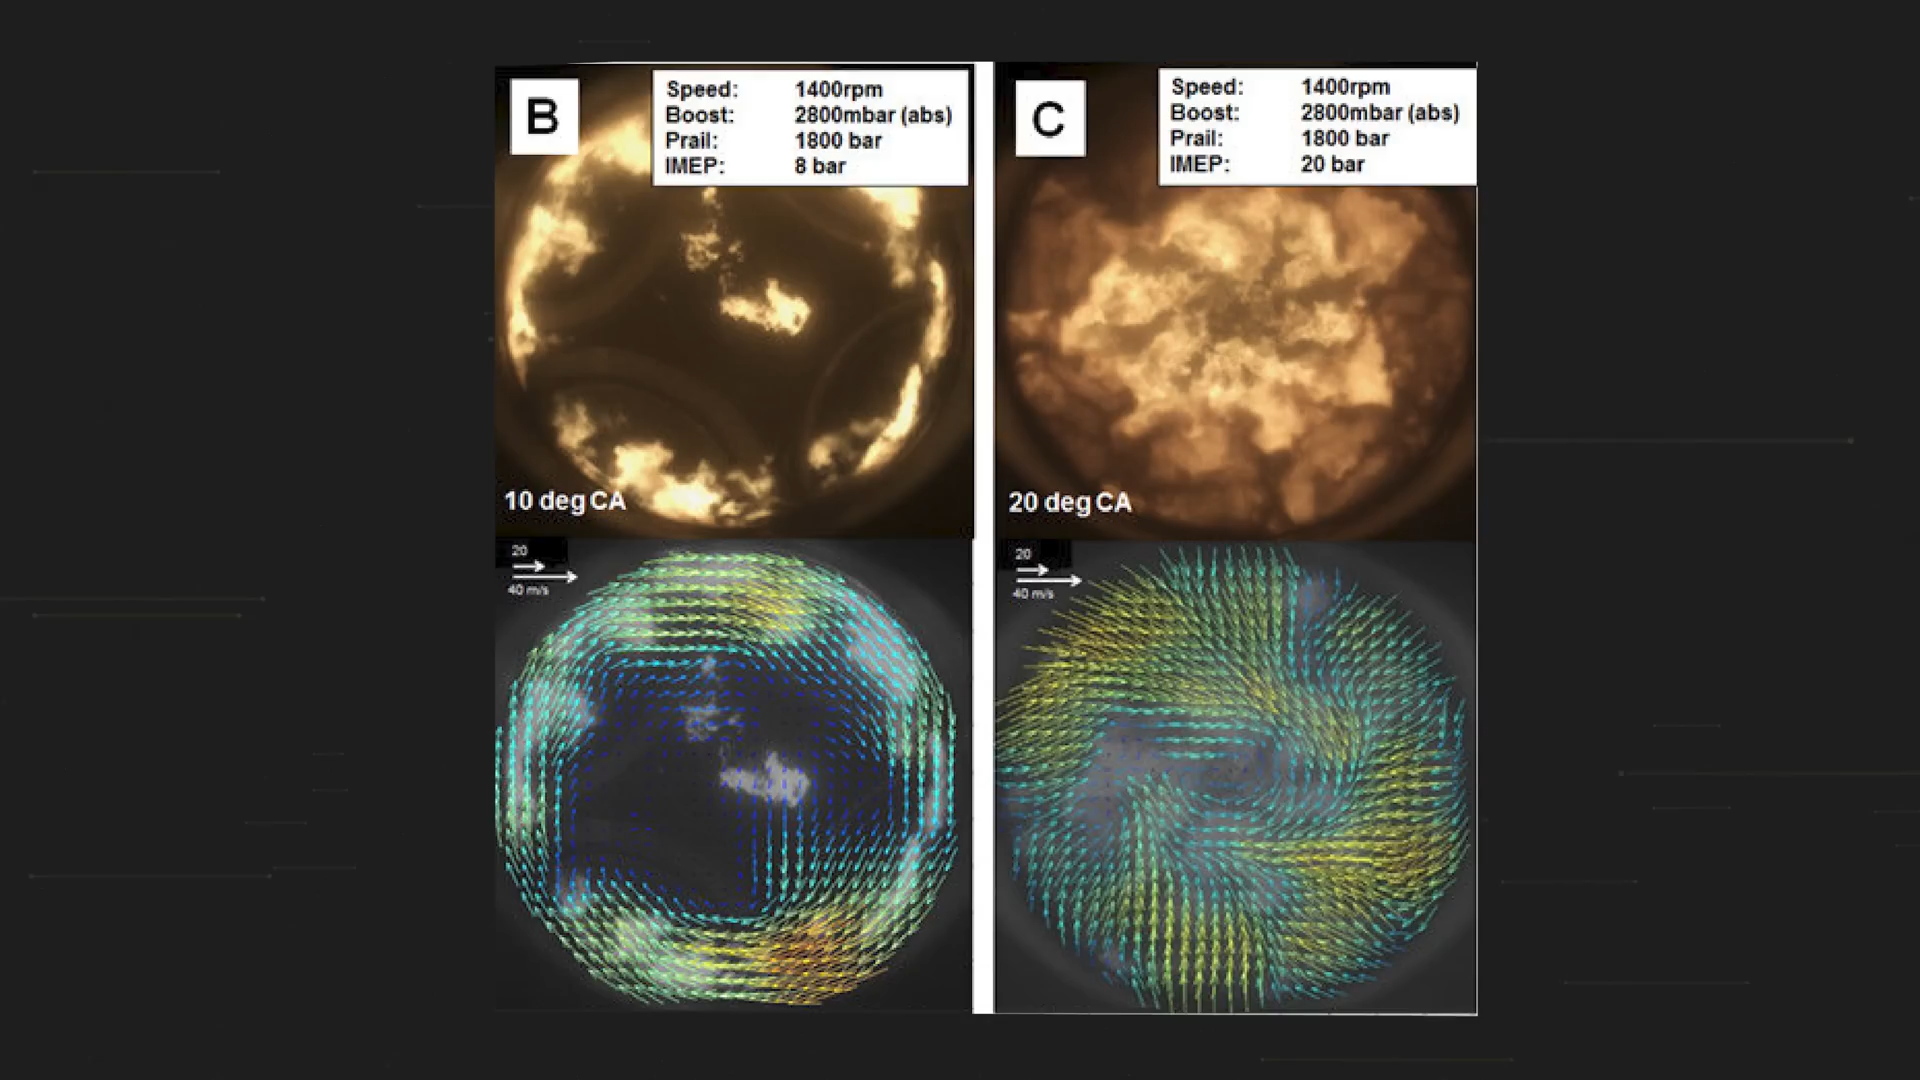 B
Speed: 1400rpm
Boost: 2800mbar (abs)
Prail: 1800 bar
IMEP: 8 bar
10 deg CA
20
40 m/s
C
Speed: 1400rpm
Boost: 2800mbar (abs)
Prail: 1800 bar
IMEP: 20 bar
20 deg CA
20
40 m/s